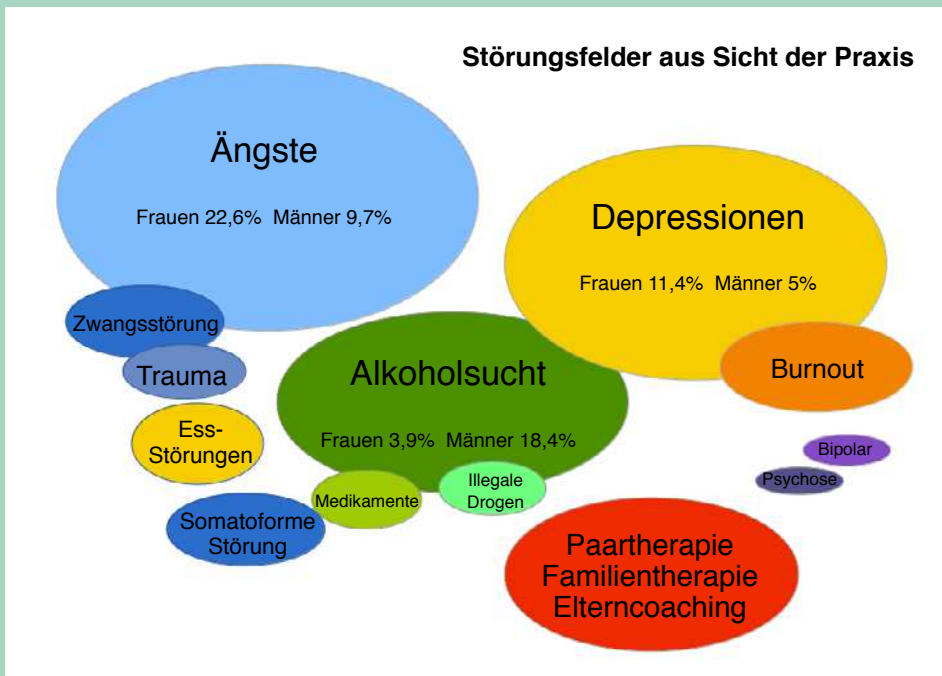 Störungsfelder aus Sicht der Praxis
Ängste
Frauen 22,6% Männer 9,7%
Depressionen
Frauen 11,4% Männer 5%
Zwangsstörung
Trauma
Alkoholsucht
Frauen 3,9% Männer 18,4%
Burnout
Ess-
Störungen
Bipolar
Psychose
Medikamente
Illegale
Drogen
Somatoforme
Störung
Paartherapie
Familientherapie
Elterncoaching